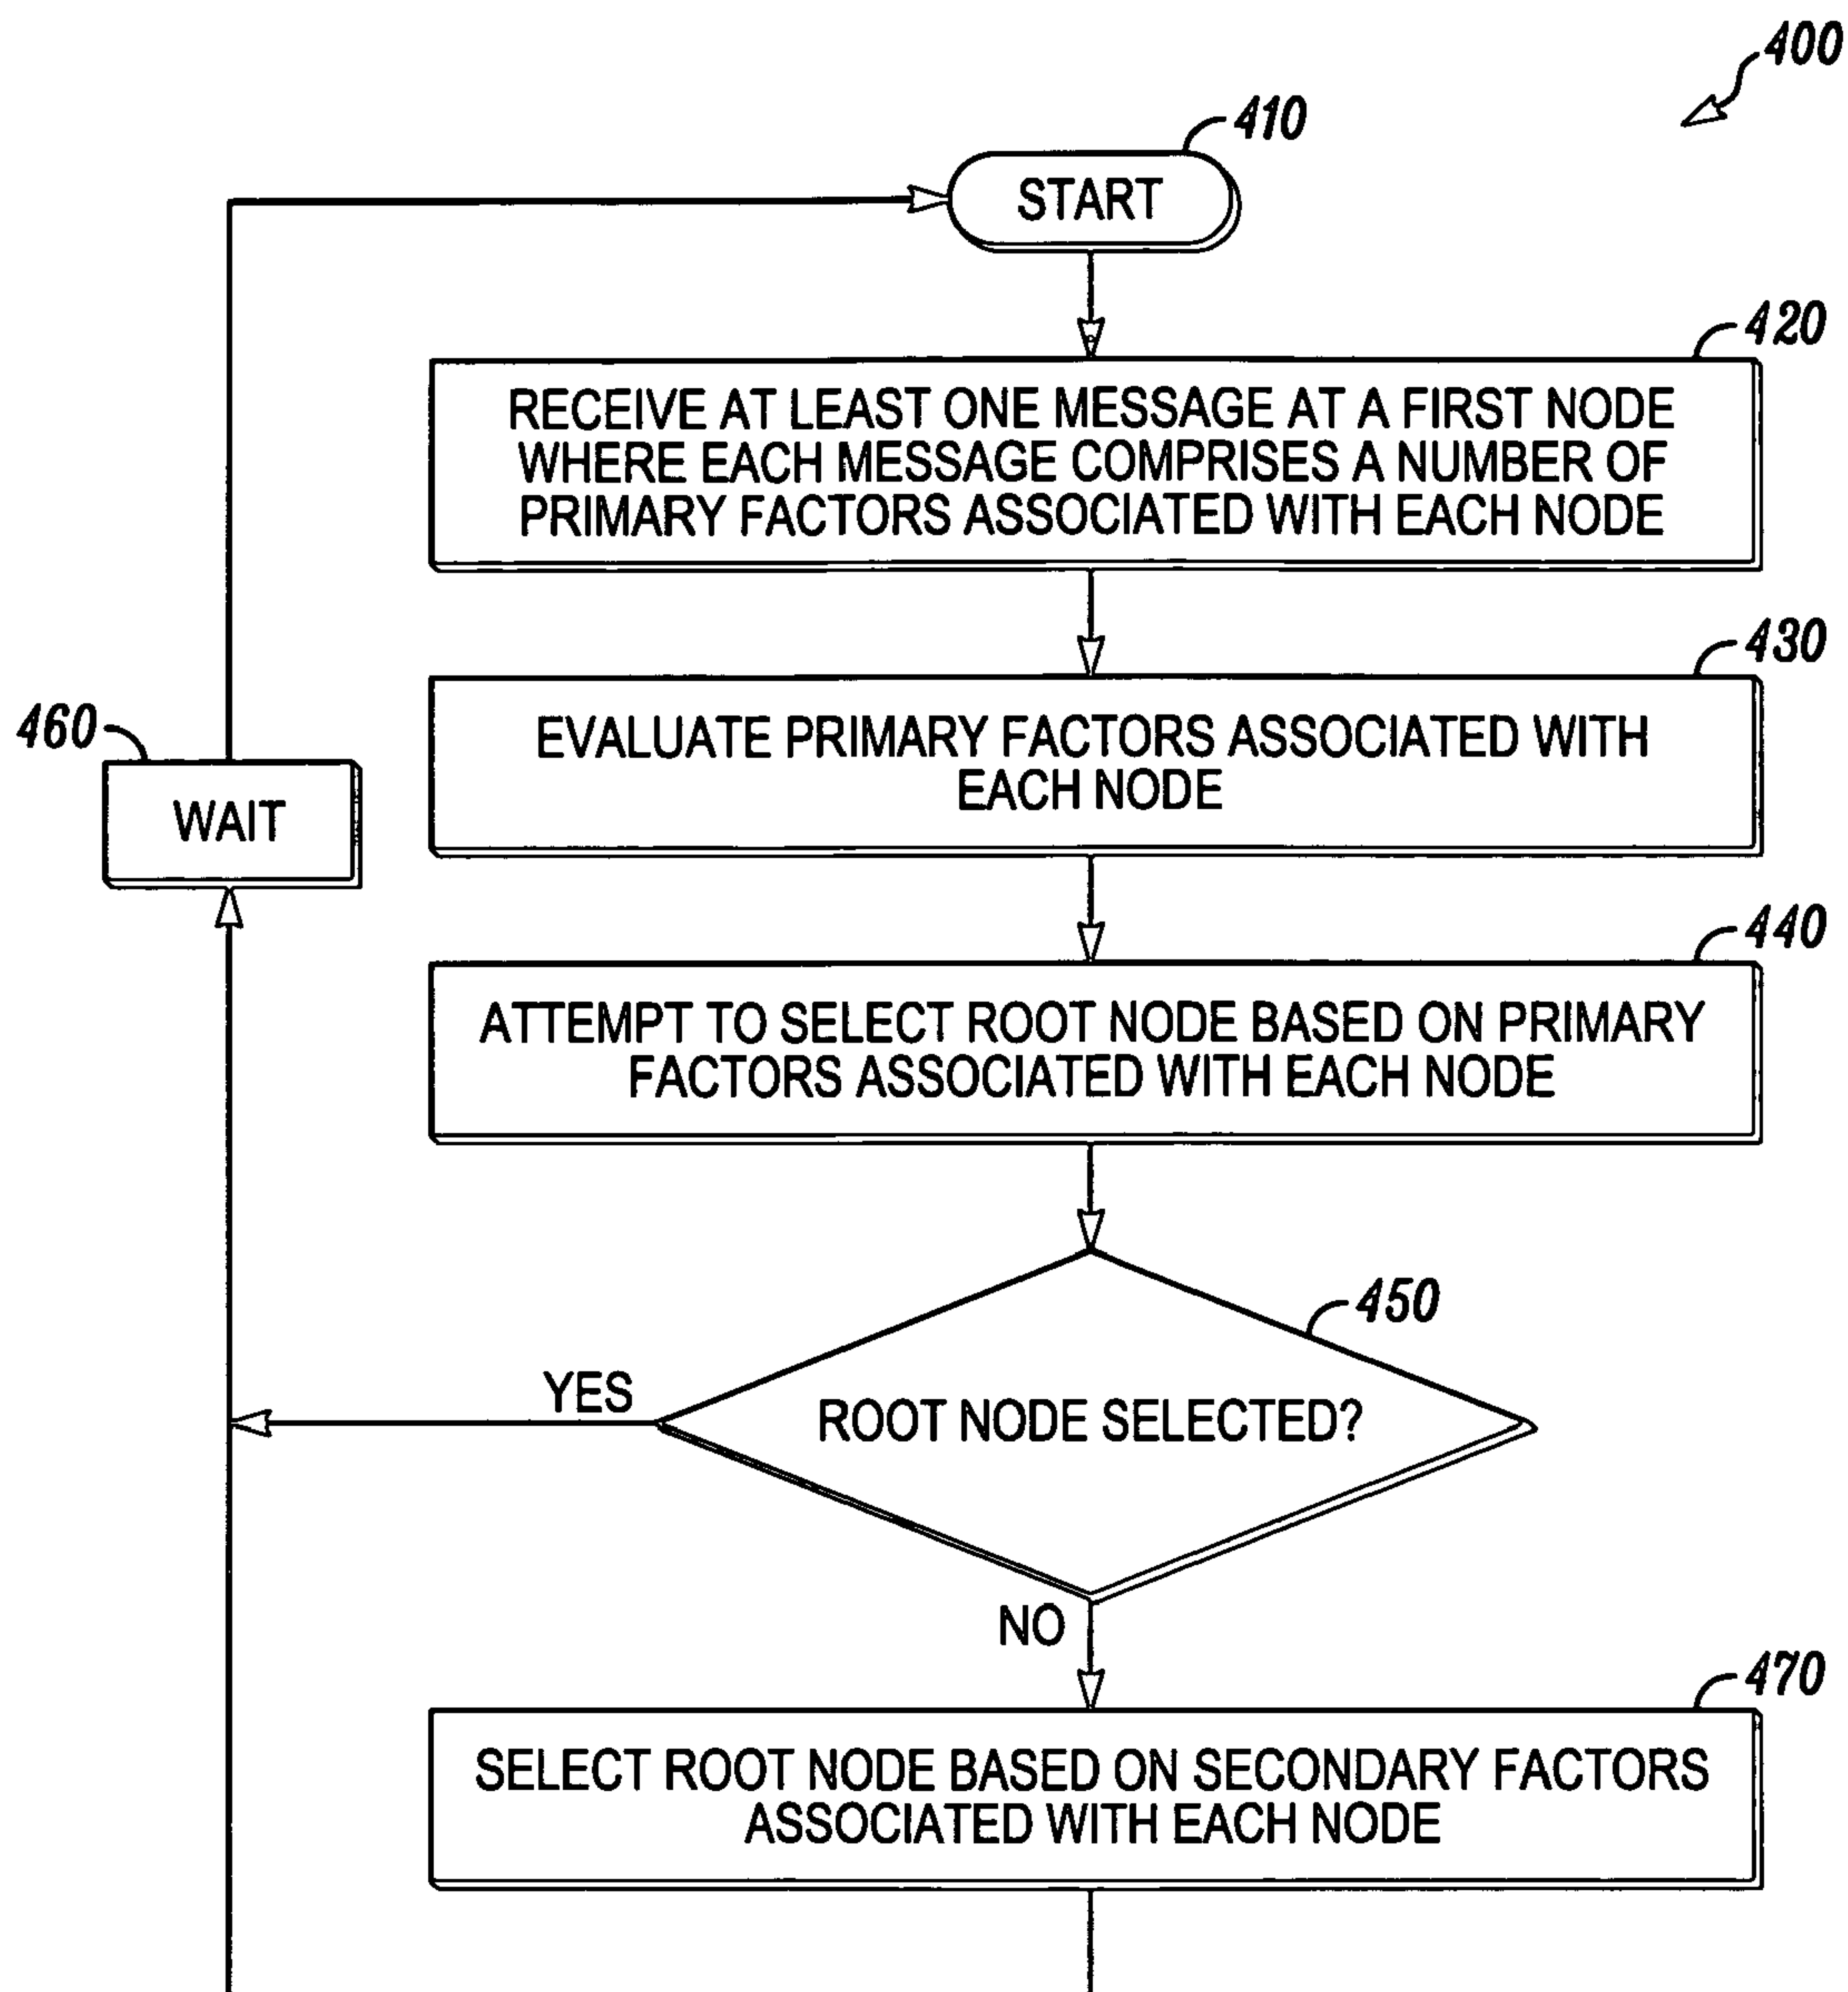 400
410
START
420
RECEIVE AT LEAST ONE MESSAGE AT A FIRST NODE
WHERE EACH MESSAGE COMPRISES A NUMBER OF
PRIMARY FACTORS ASSOCIATED WITH EACH NODE
430
EVALUATE PRIMARY FACTORS ASSOCIATED WITH
EACH NODE
460
WAIT
440
ATTEMPT TO SELECT ROOT NODE BASED ON PRIMARY
FACTORS ASSOCIATED WITH EACH NODE
450
YES
ROOT NODE SELECTED?
NO
470
SELECT ROOT NODE BASED ON SECONDARY FACTORS
ASSOCIATED WITH EACH NODE